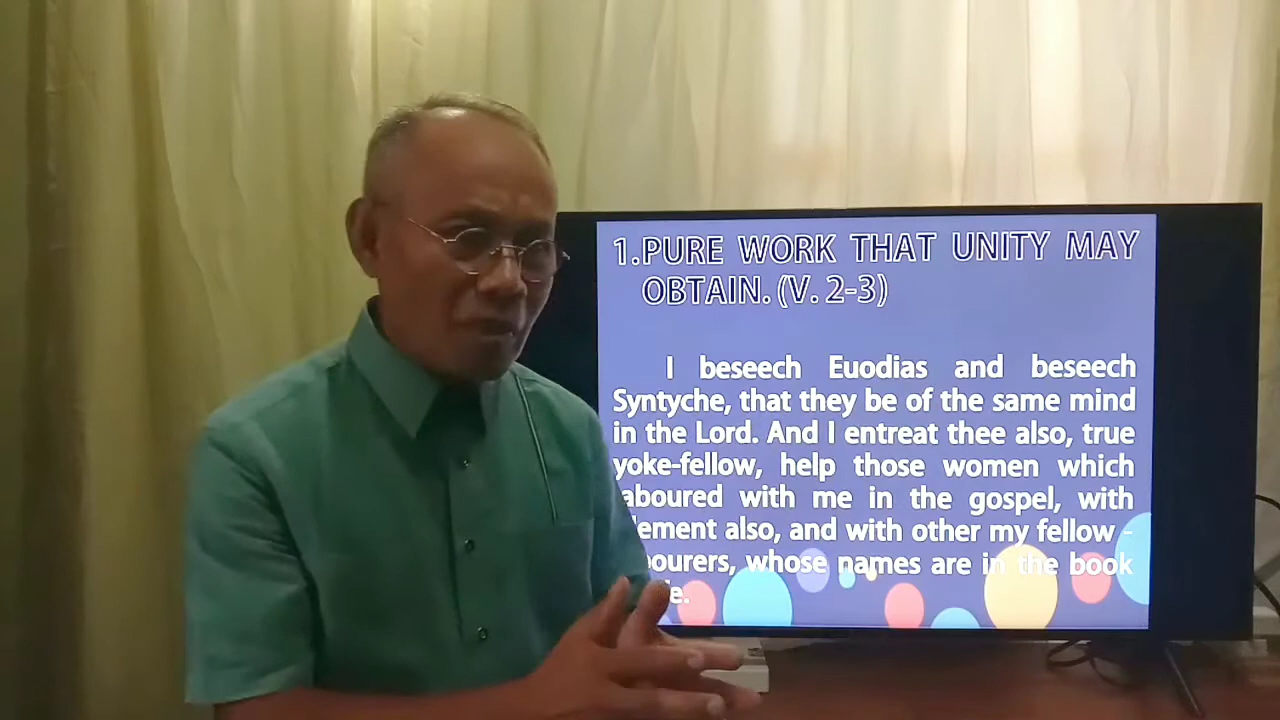 1.PURE WORK THAT UNITY MAY
OBTAIN. (V. 2-3)
I beseech Euodias and beseech
Syntyche, that they be of the same mind
in the Lord. And I entreat thee also, true
yoke-fellow, help those women which
aboured with me in the gospel, with
lement also, and with other my fellow -
ourers, whose names are in the book
e.